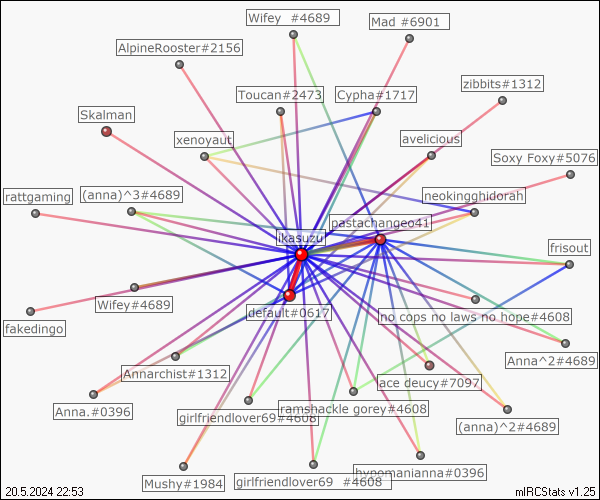 Wifey  #4689
Mad #6901
AlpineRooster#2156
zibbits#1312
Toucan#2473
Cypha#1717
Skalman
xenoyaut
avelicious
Soxy Foxy#5076
rattgaming
(anna)^3#4689
neokingghidorah
pastachangeo41
ikasuzu
frisout
Wifey#4689
default#0617
no cops no laws no hope#4608
fakedingo
Anna^2#4689
Annarchist#1312
ace deucy#7097
Anna.#0396
girlfriendlover69#4608
ramshackle gorey#4608
(anna)^2#4689
Mushy#1984
girlfriendlover69  #4608
hypomanianna#0396
20.5.2024 22:53
mIRCStats v1.25